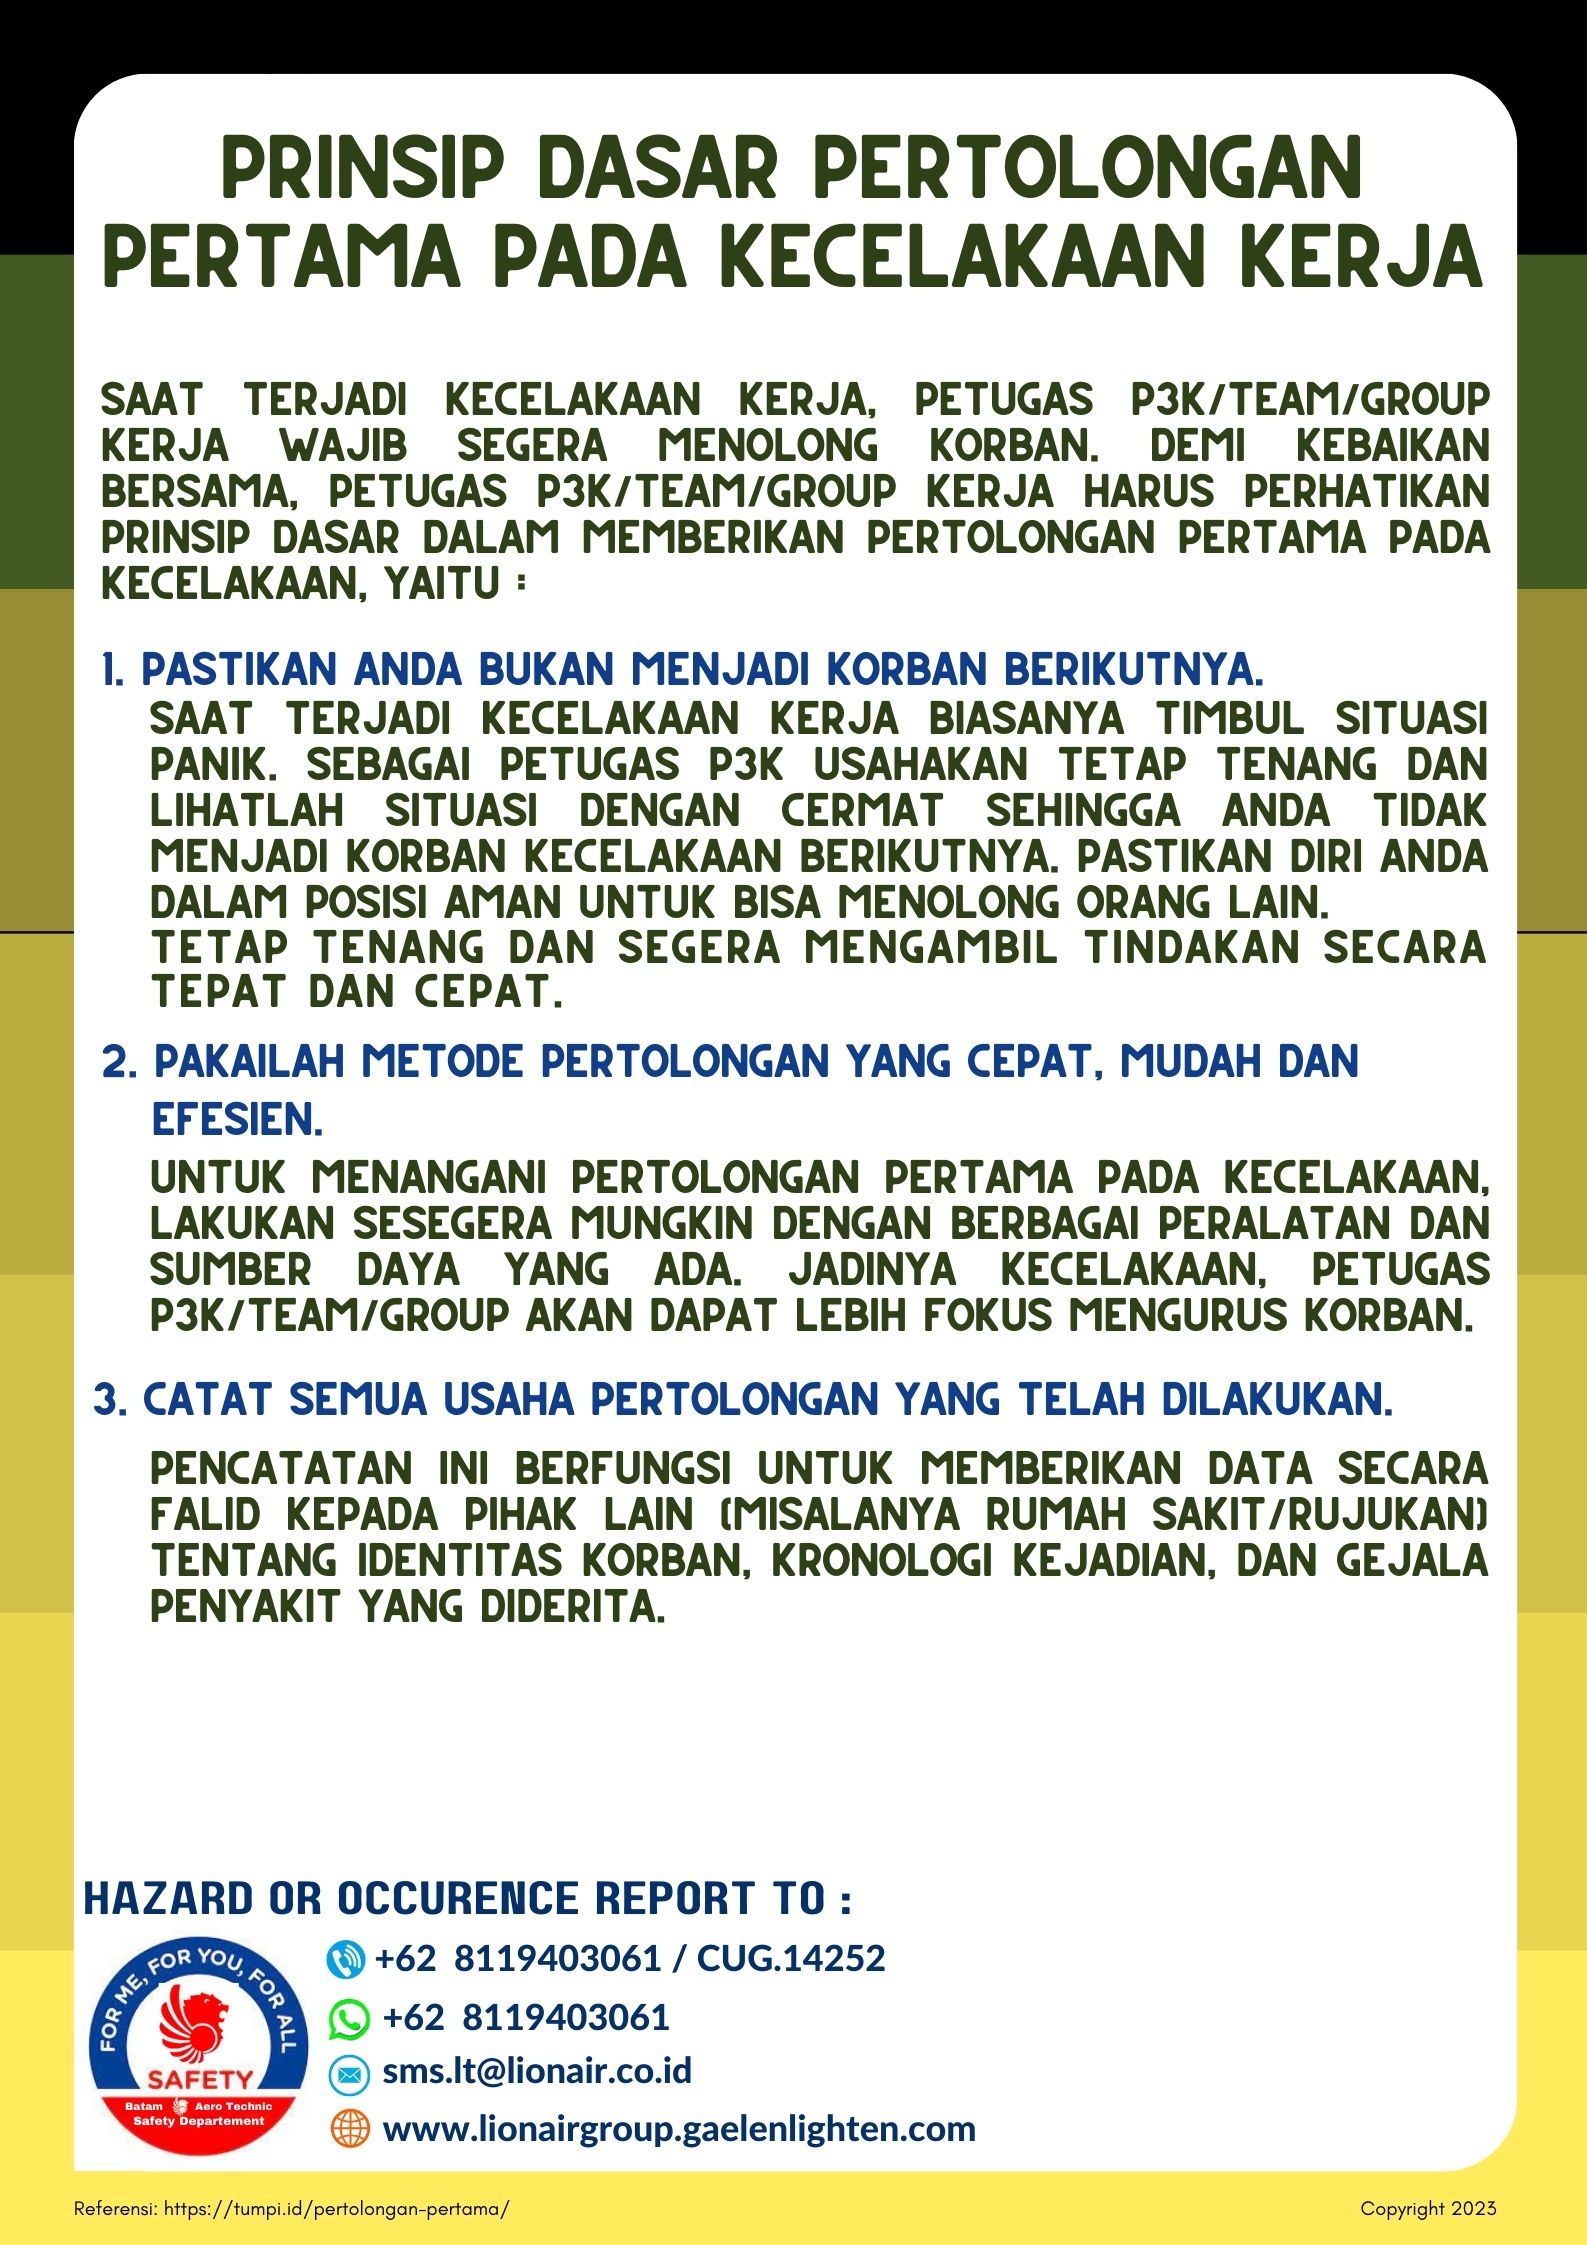 PRINSIP DASAR PERTOLONGAN
PERTAMA PADA KECELAKAAN KERJA
SAAT TERJADI KECELAKAAN KERJA, PETUGAS P3K/TEAM/GROUP
KERJA WAJIB SEGERA MENOLONG KORBAN. DEMI KEBAIKAN
BERSAMA, PETUGAS P3K/TEAM/GROUP KERJA HARUS PERHATIKAN
PRINSIP DASAR DALAM MEMBERIKAN PERTOLONGAN PERTAMA PADA
KECELAKAAN, YAITU :
1. PASTIKAN ANDA BUKAN MENJADI KORBAN BERIKUTNYA.
SAAT TERJADI KECELAKAAN KERJA BIASANYA TIMBUL SITUASI
PANIK. SEBAGAI PETUGAS P3K USAHAKAN TETAP TENANG DAN
LIHATLAH SITUASI DENGAN CERMAT SEHINGGA ANDA TIDAK
MENJADI KORBAN KECELAKAAN BERIKUTNYA. PASTIKAN DIRI ANDA
DALAM POSISI AMAN UNTUK BISA MENOLONG ORANG LAIN.
TETAP TENANG DAN SEGERA MENGAMBIL TINDAKAN SECARA
TEPAT DAN CEPAT.
2. PAKAILAH METODE PERTOLONGAN YANG CEPAT, MUDAH DAN
EFESIEN.
UNTUK MENANGANI PERTOLONGAN PERTAMA PADA KECELAKAAN,
LAKUKAN SESEGERA MUNGKIN DENGAN BERBAGAI PERALATAN DAN
SUMBER DAYA YANG ADA. JADINYA KECELAKAAN, PETUGAS
P3K/TEAM/GROUP AKAN DAPAT LEBIH FOKUS MENGURUS KORBAN.
3. CATAT SEMUA USAHA PERTOLONGAN YANG TELAH DILAKUKAN.
PENCATATAN INI BERFUNGSI UNTUK MEMBERIKAN DATA SECARA
FALID KEPADA PIHAK LAIN (MISALANYA RUMAH SAKIT/RUJUKAN)
TENTANG IDENTITAS KORBAN, KRONOLOGI KEJADIAN, DAN GEJALA
PENYAKIT YANG DIDERITA.
HAZARD OR OCCURENCE REPORT TO :
FOR ME, FOR YOU, FOR ALL
SAFETY
Batam Aero Technic
Safety Departement
+62 8119403061 / CUG.14252
+62 8119403061
sms.lt@lionair.co.id
www.lionairgroup.gaelenlighten.com
Referensi: https://tumpi.id/pertolongan-pertama/
Copyright 2023